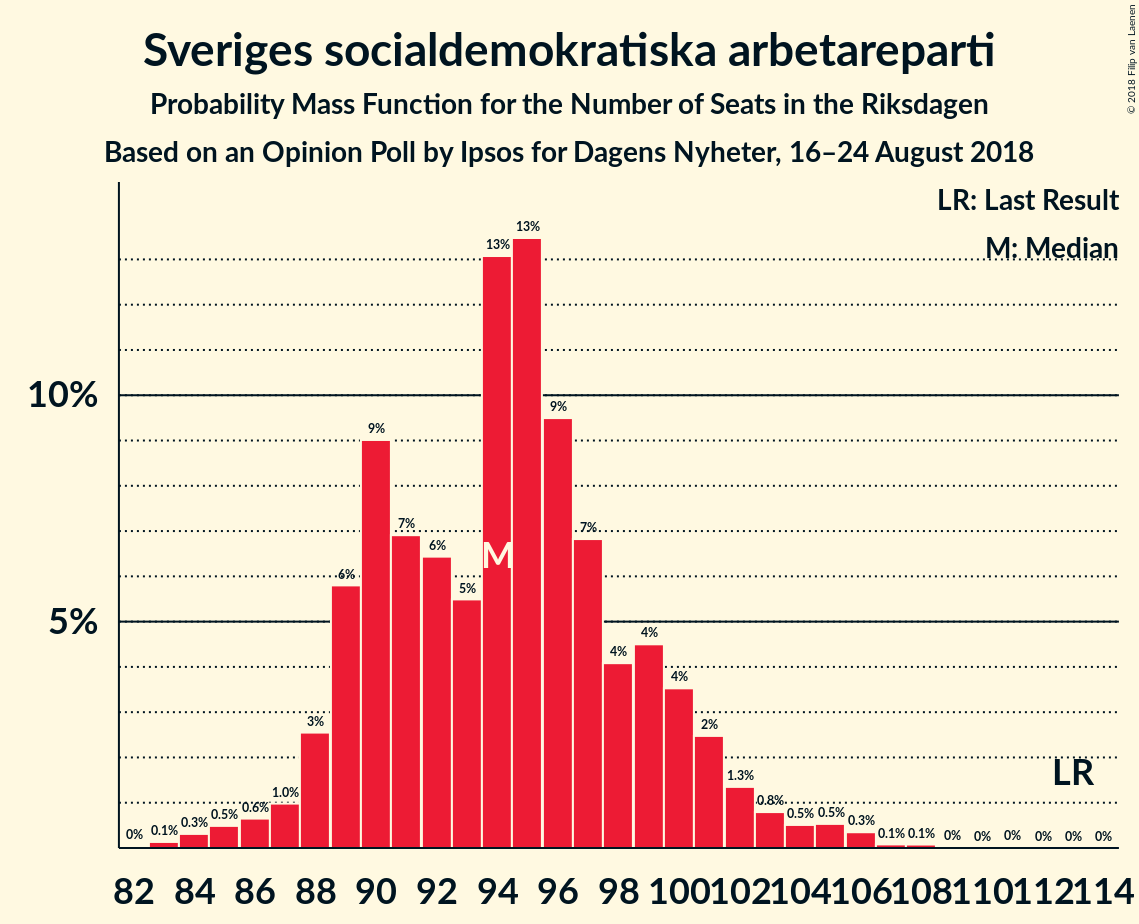 Sveriges socialdemokratiska arbetareparti
Probability Mass Function for the Number of Seats in the Riksdagen
Based on an Opinion Poll by Ipsos for Dagens Nyheter, 16–24 August 2018
© 2018 Filip van Laenen
LR: Last Result
M: Median
10%
5%
0% 0.1% 0.3% 0.5% 0.6% 1.0% 3% 6% 9% 7% 6% 5% 13% 13% 9% 7% 4% 4% 4% 2% 1.3% 0.8% 0.5% 0.5% 0.3% 0.1% 0.1% 0% 0% 0% 0% 0% 0%
M
LR
82 84 86 88 90 92 94 96 98 100 102 104 106 108 110 112 114